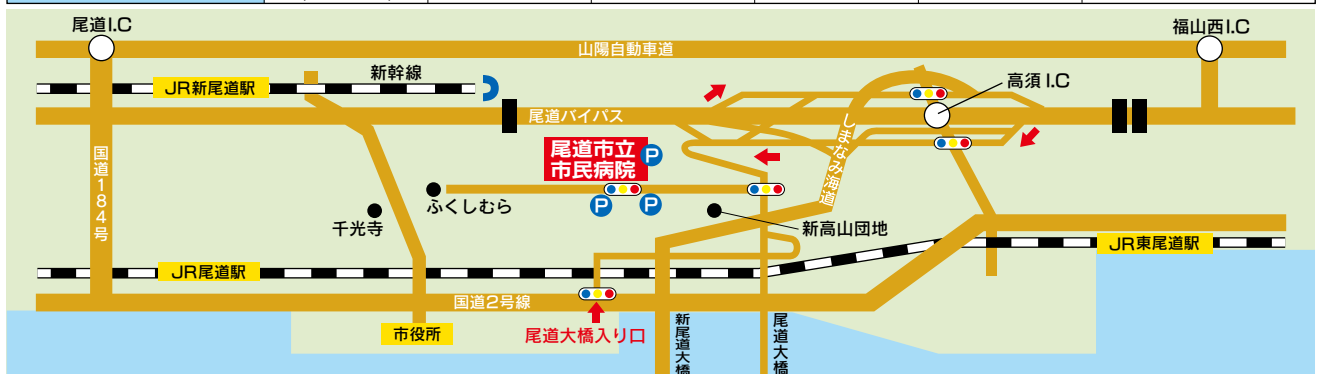 尾道I.C
福山西I.C
山陽自動車道
新幹線
JR新尾道駅
高須I.C
尾道バイパス
しまなみ海道
尾道市立
市民病院
P
国道184号
P
P
ふくしむら
千光寺
新高山団地
JR東尾道駅
JR尾道駅
国道2号線
市役所
尾道大橋入り口
新尾道大橋
尾道大橋